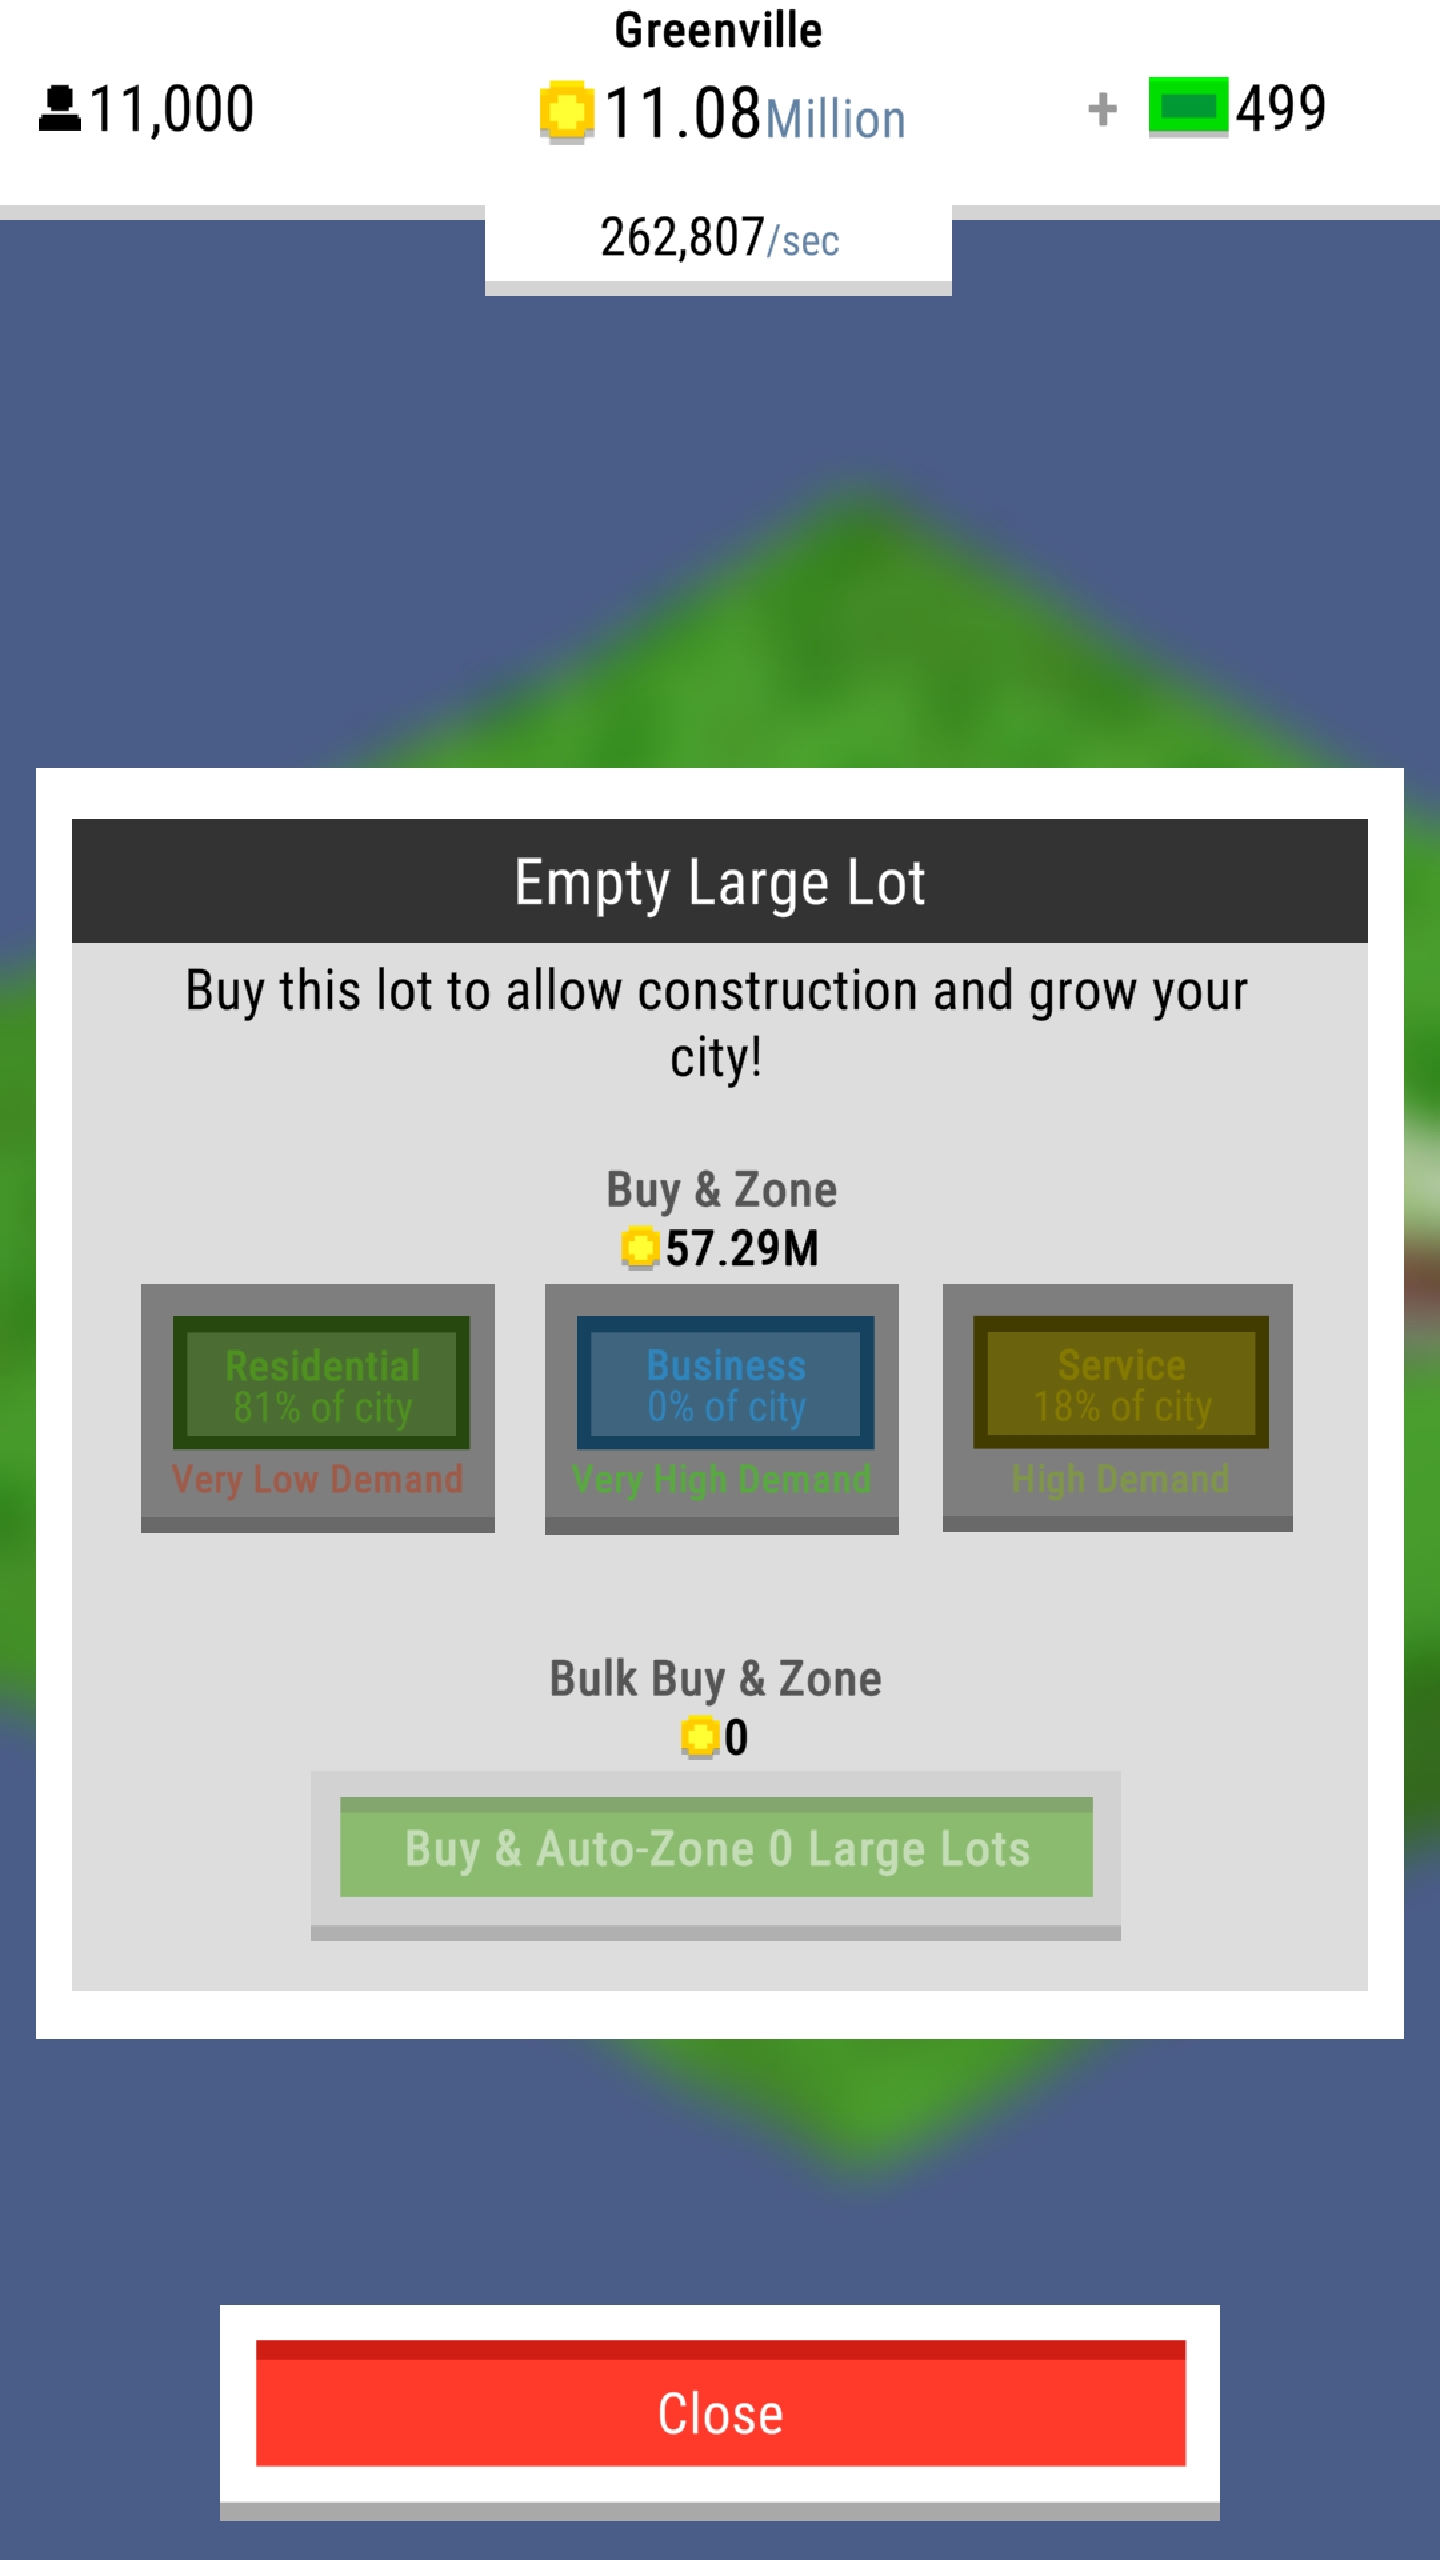 Greenville
11,000
11.08 Million
+ 499
262,807/sec
Empty Large Lot
Buy this lot to allow construction and grow your
city!
Buy & Zone
57.29M
Residential
81% of city
Very Low Demand
Business
0% of city
Very High Demand
Service
18% of city
High Demand
Bulk Buy & Zone
0
Buy & Auto-Zone 0 Large Lots
Close